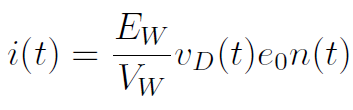 i(t) = \frac{E_W}{V_W} v_D(t) e_0 n(t)